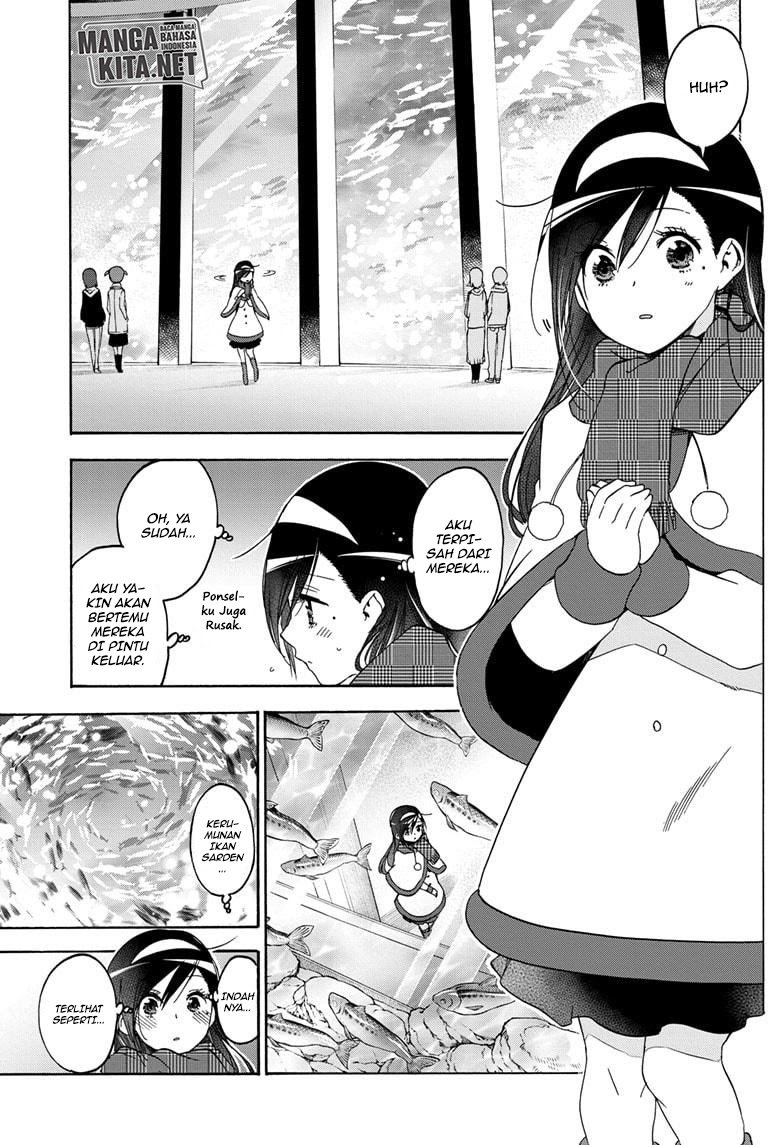 MANGA
KITA.NET
BACA MANGA
BAHASA
INDONESIA
HUH?
AKU
TERPI-
SAH DARI
MEREKA...
OH, YA
SUDAH...
Ponsel-
ku Juga
Rusak.
AKU YA-
KIN AKAN
BERTEMU
MEREKA
DI PINTU
KELUAR.
KERU-
MUNAN
IKAN
SARDEN
...
INDAH
NYA...
TERLIHAT
SEPERTI...